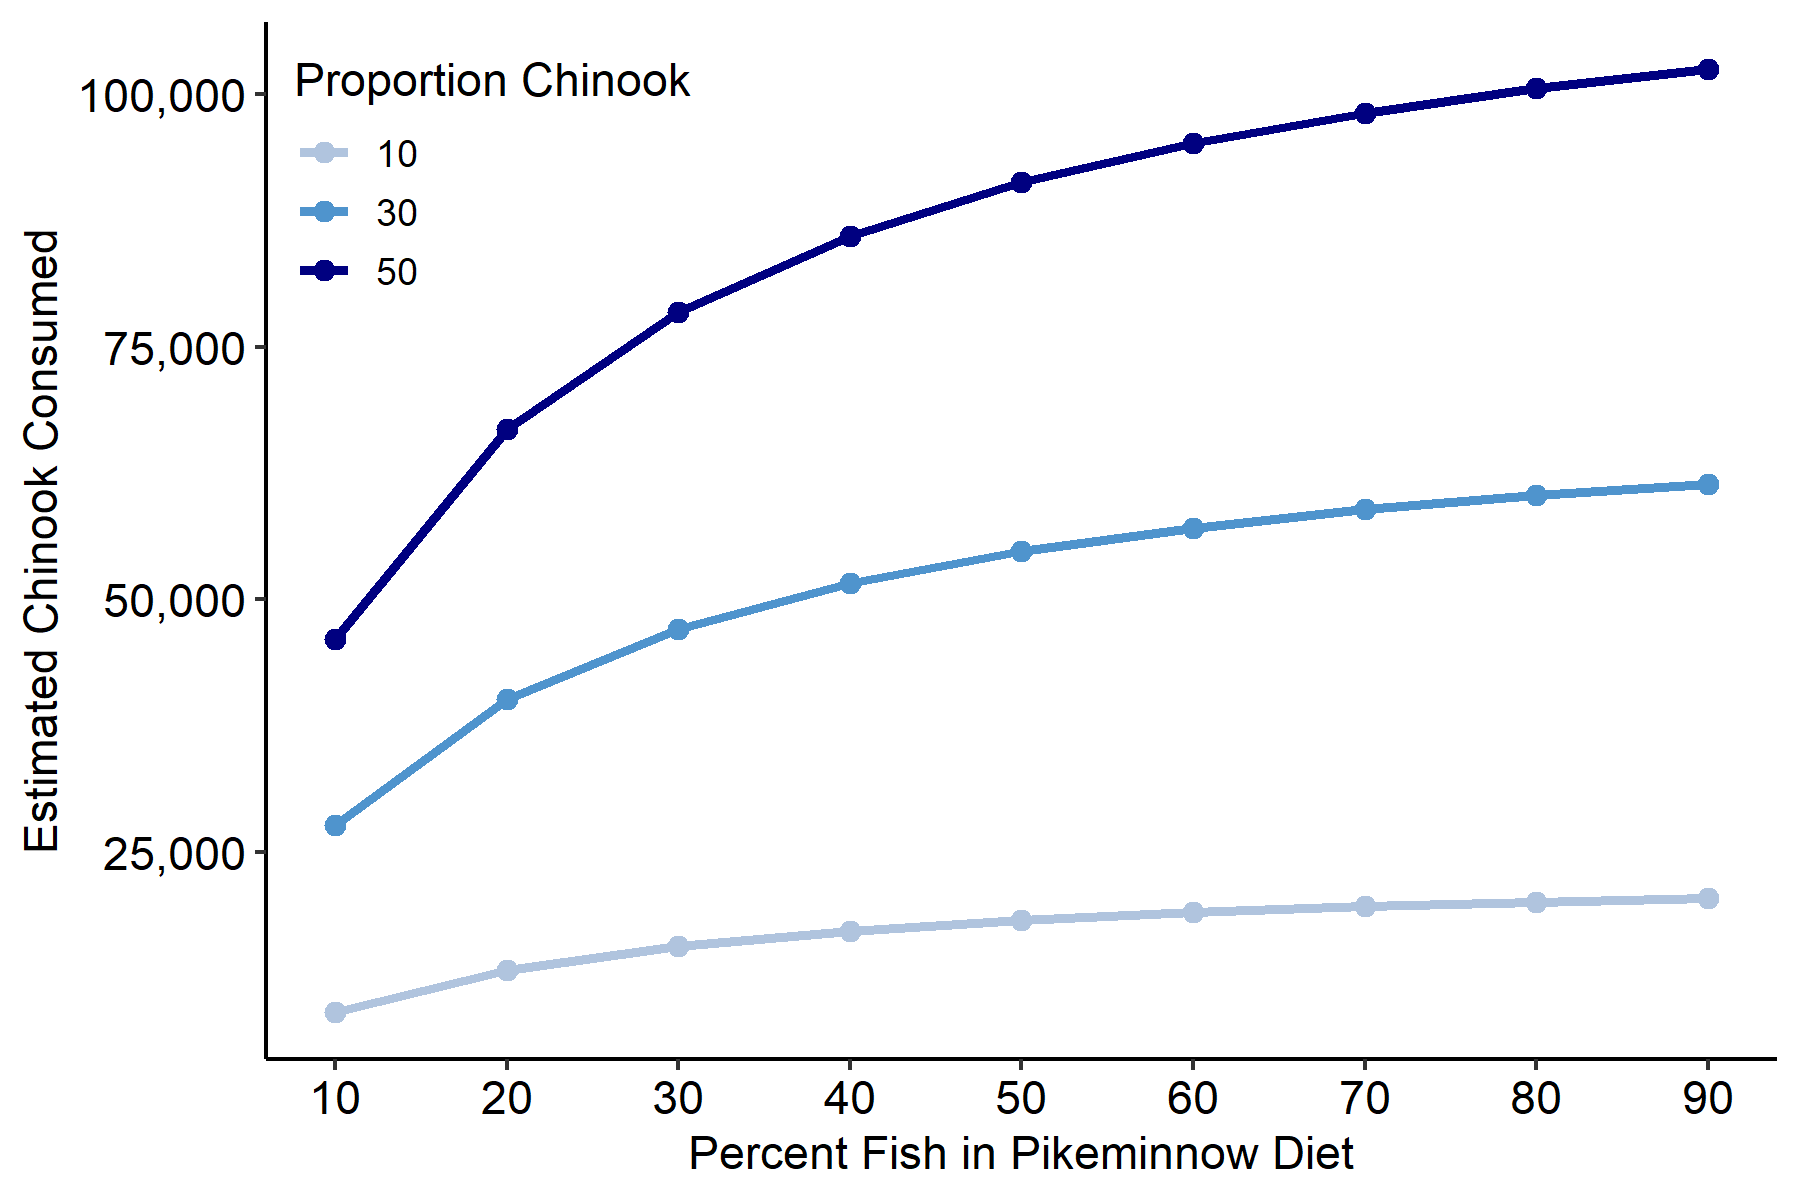 Proportion Chinook
10
30
50
Estimated Chinook Consumed
100,000
75,000
50,000
25,000
10 20 30 40 50 60 70 80 90
Percent Fish in Pikeminnow Diet